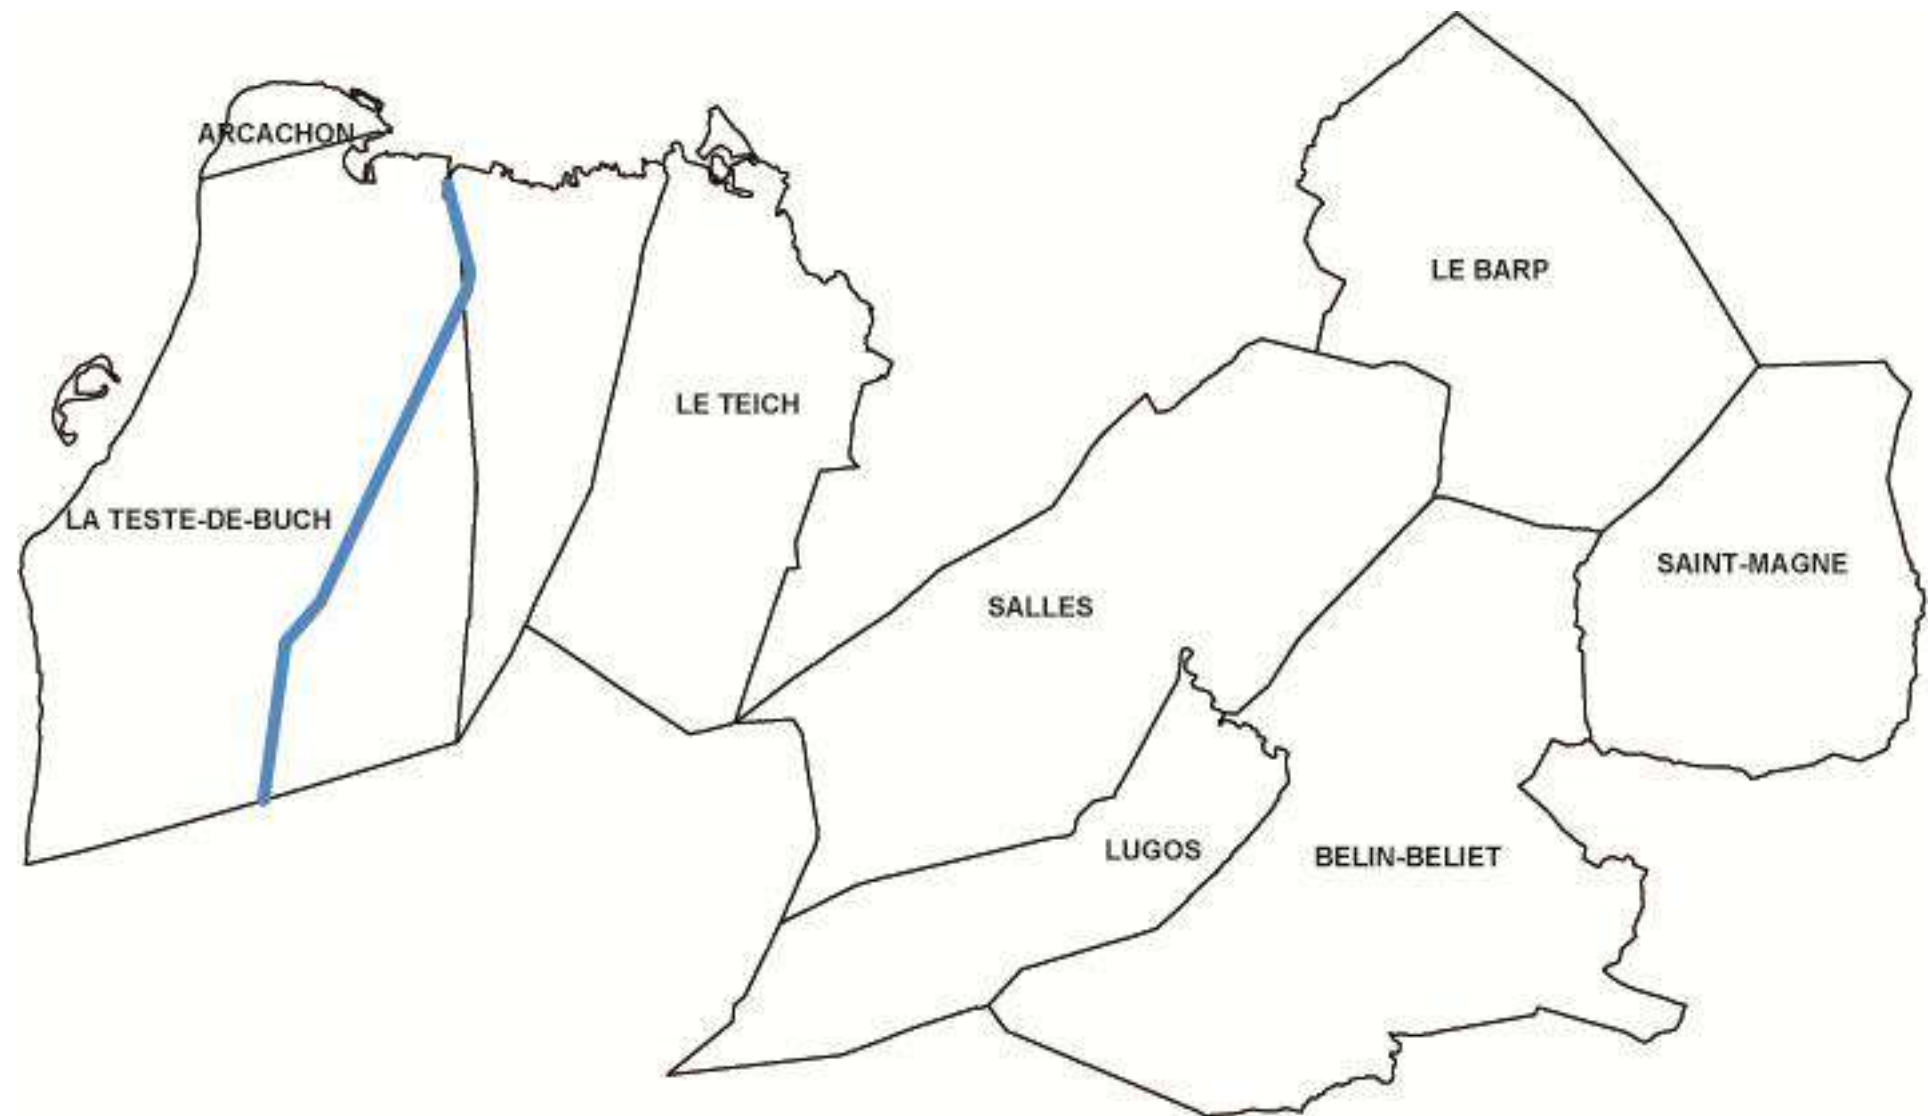 ARCACHON
LE BARP
LE TEICH
LA TESTE-DE-BUCH
SAINT-MAGNE
SALLES
LUGOS
BELIN-BELIET